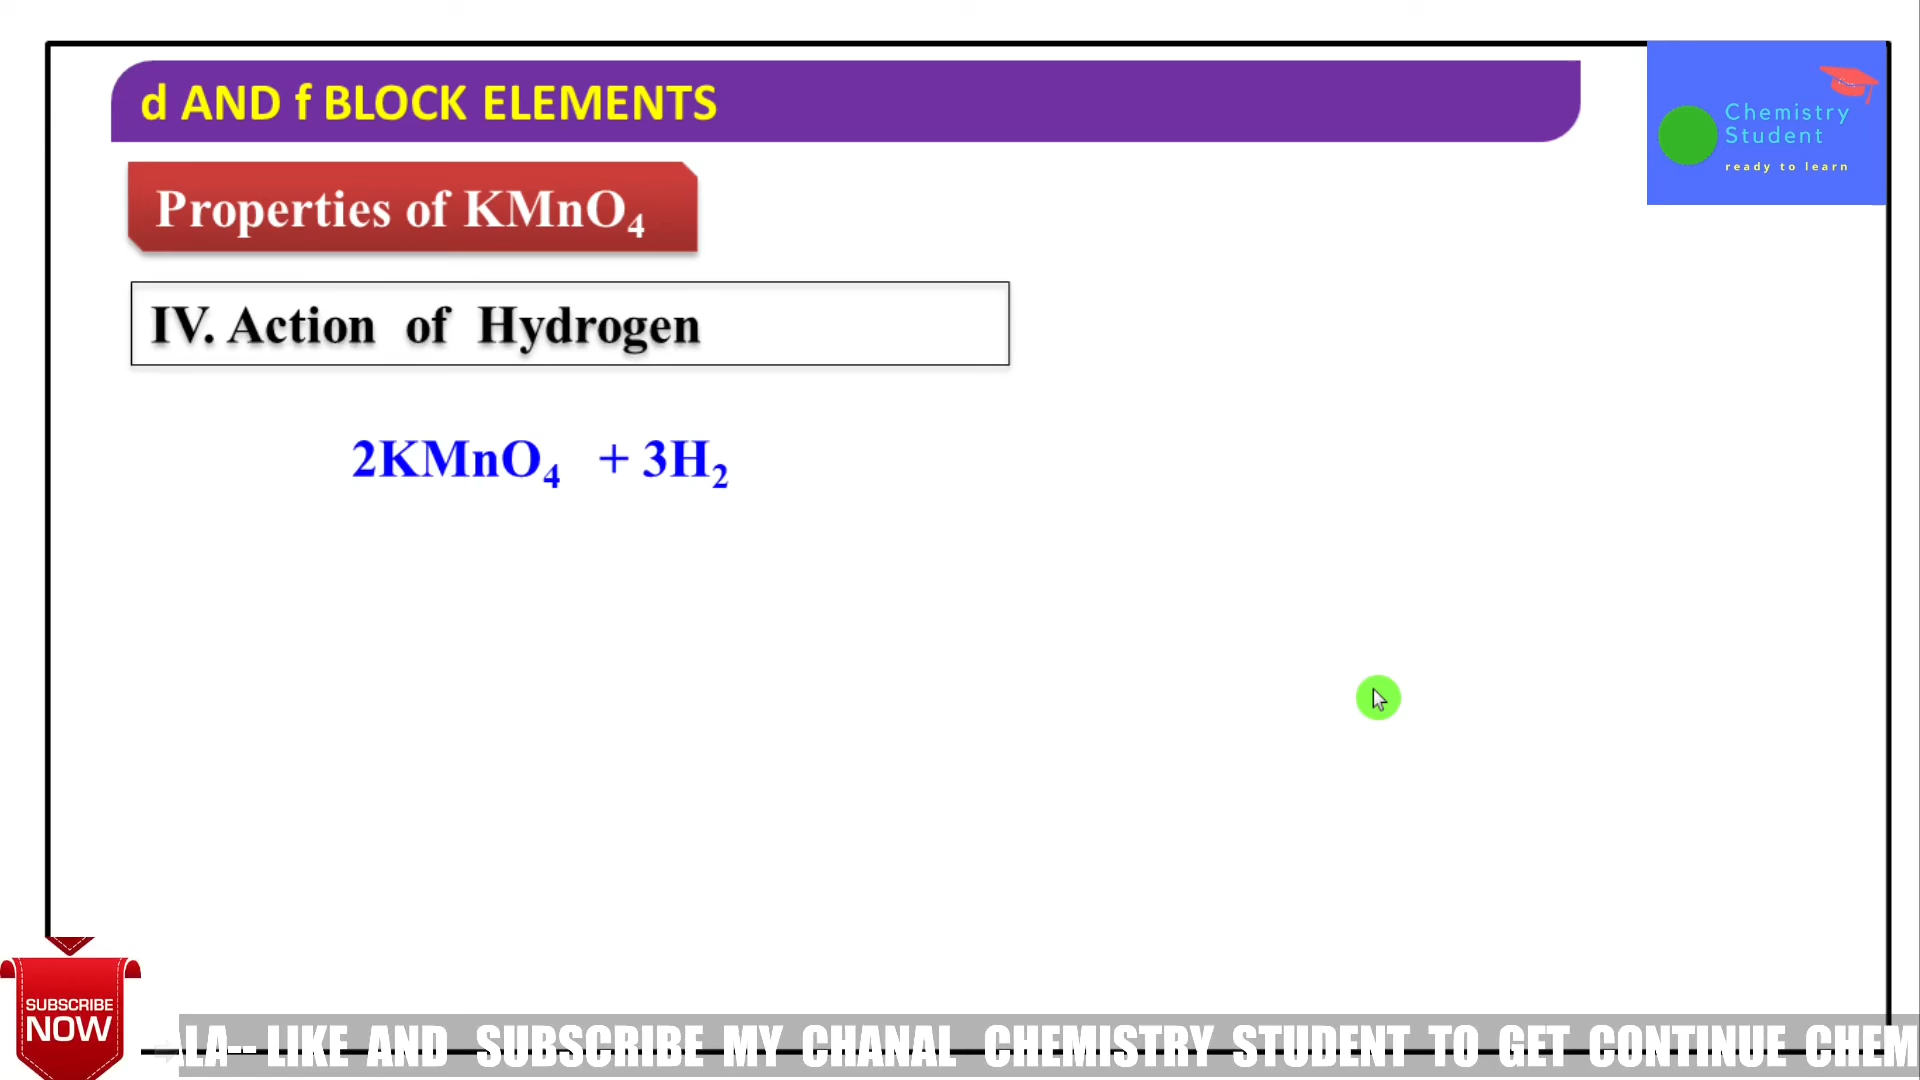 d AND f BLOCK ELEMENTS
Chemistry
Student
ready to learn
Properties of KMnO₄
IV. Action of Hydrogen
2KMnO₄ + 3H₂
SUBSCRIBE
NOW
LA-- LIKE AND SUBSCRIBE MY CHANAL CHEMISTRY STUDENT TO GET CONTINUE CHEM